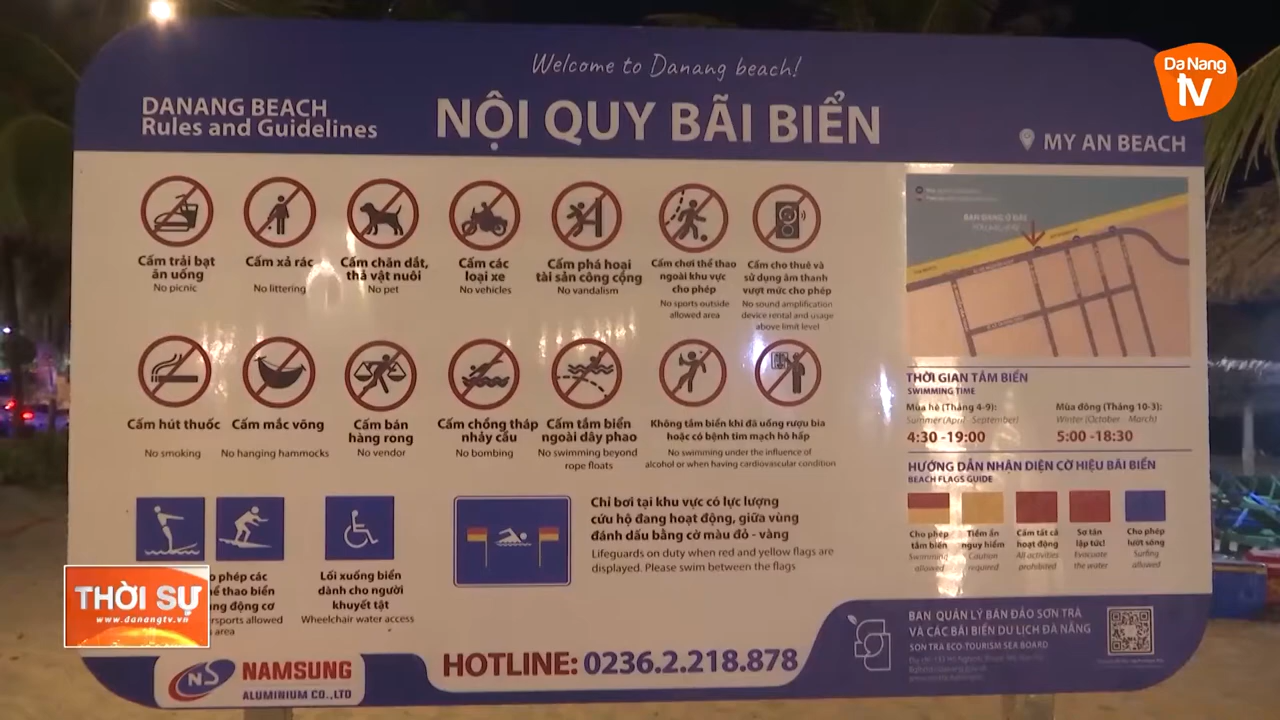 Welcome to Danang beach!
Da Nang
tv
DANANG BEACH
Rules and Guidelines
NỘI QUY BÃI BIỂN
MY AN BEACH
Cấm trải bạt
ăn uống
No picnic
Cấm xả rác
No littering
Cấm chăn dắt,
thả vật nuôi
No pet
Cấm các
loại xe
No vehicles
Cấm phá hoại
tài sản công cộng
No vandalism
Cấm chơi thể thao
ngoài khu vực
cho phép
No sports outside
allowed area
Cấm cho thuê và
sử dụng âm thanh
vượt mức cho phép
No sound amplification
device rental and usage
above limit level
BẠN ĐANG Ở ĐÂY
Cấm hút thuốc
No smoking
Cấm mắc võng
No hanging hammocks
Cấm bán
hàng rong
No vendor
Cấm chồng tháp
nhảy cầu
No bombing
Cấm tắm biển
ngoài dây phao
No swimming beyond
rope floats
Không tắm biển khi đã uống rượu bia
hoặc có bệnh tim mạch hô hấp
No swimming under the influence of
alcohol or when having cardiovascular condition
THỜI GIAN TẮM BIỂN
SWIMMING TIME
Mùa hè (Tháng 4-9):
Summer (April - September)
4:30 -19:00
Mùa đông (Tháng 10-3):
Winter (October - March)
5:00 -18:30
HƯỚNG DẪN NHẬN DIỆN CỜ HIỆU BÃI BIỂN
BEACH FLAGS GUIDE
Cho phép
tắm biển
Swimming
allowed
Tiềm ẩn
nguy hiểm
Caution
required
Cấm tất cả
hoạt động
All activities
prohibited
Sơ tán
lập tức!
Evacuate
the water
Cho phép
lướt sóng
Surfing
allowed
phép các
thể thao biển
động cơ
sports allowed
area
Lối xuống biển
dành cho người
khuyết tật
Wheelchair water access
Chỉ bơi tại khu vực có lực lượng
cứu hộ đang hoạt động, giữa vùng
đánh dấu bằng cờ màu đỏ - vàng
Lifeguards on duty when red and yellow flags are
displayed. Please swim between the flags
THỜI SỰ
www.danangtv.vn
NS
NAMSUNG
ALUMINIUM CO.,LTD
HOTLINE: 0236.2.218.878
BAN QUẢN LÝ BÁN ĐẢO SƠN TRÀ
VÀ CÁC BÃI BIỂN DU LỊCH ĐÀ NẴNG
SON TRA ECO-TOURISM SEA BOARD